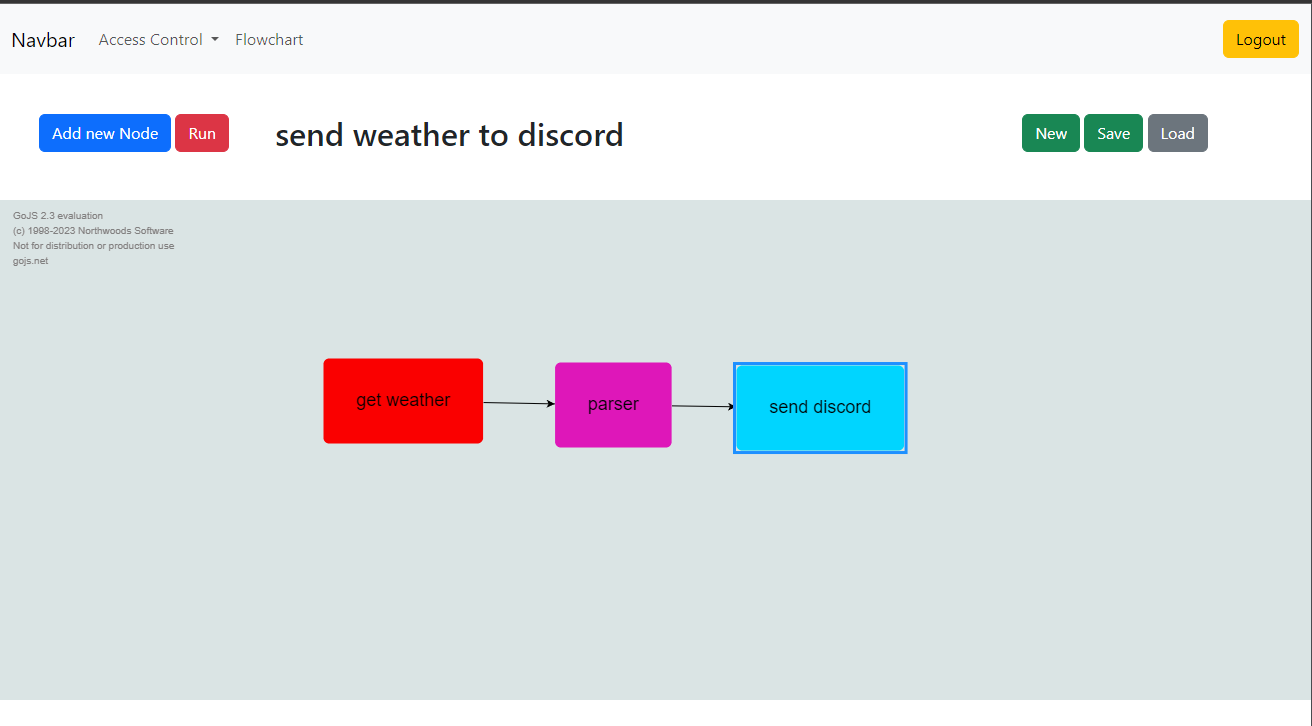 Navbar Access Control Flowchart Logout
Add new Node Run send weather to discord New Save Load
GoJS 2.3 evaluation
(c) 1998-2023 Northwoods Software
Not for distribution or production use
gojs.net
get weather parser send discord